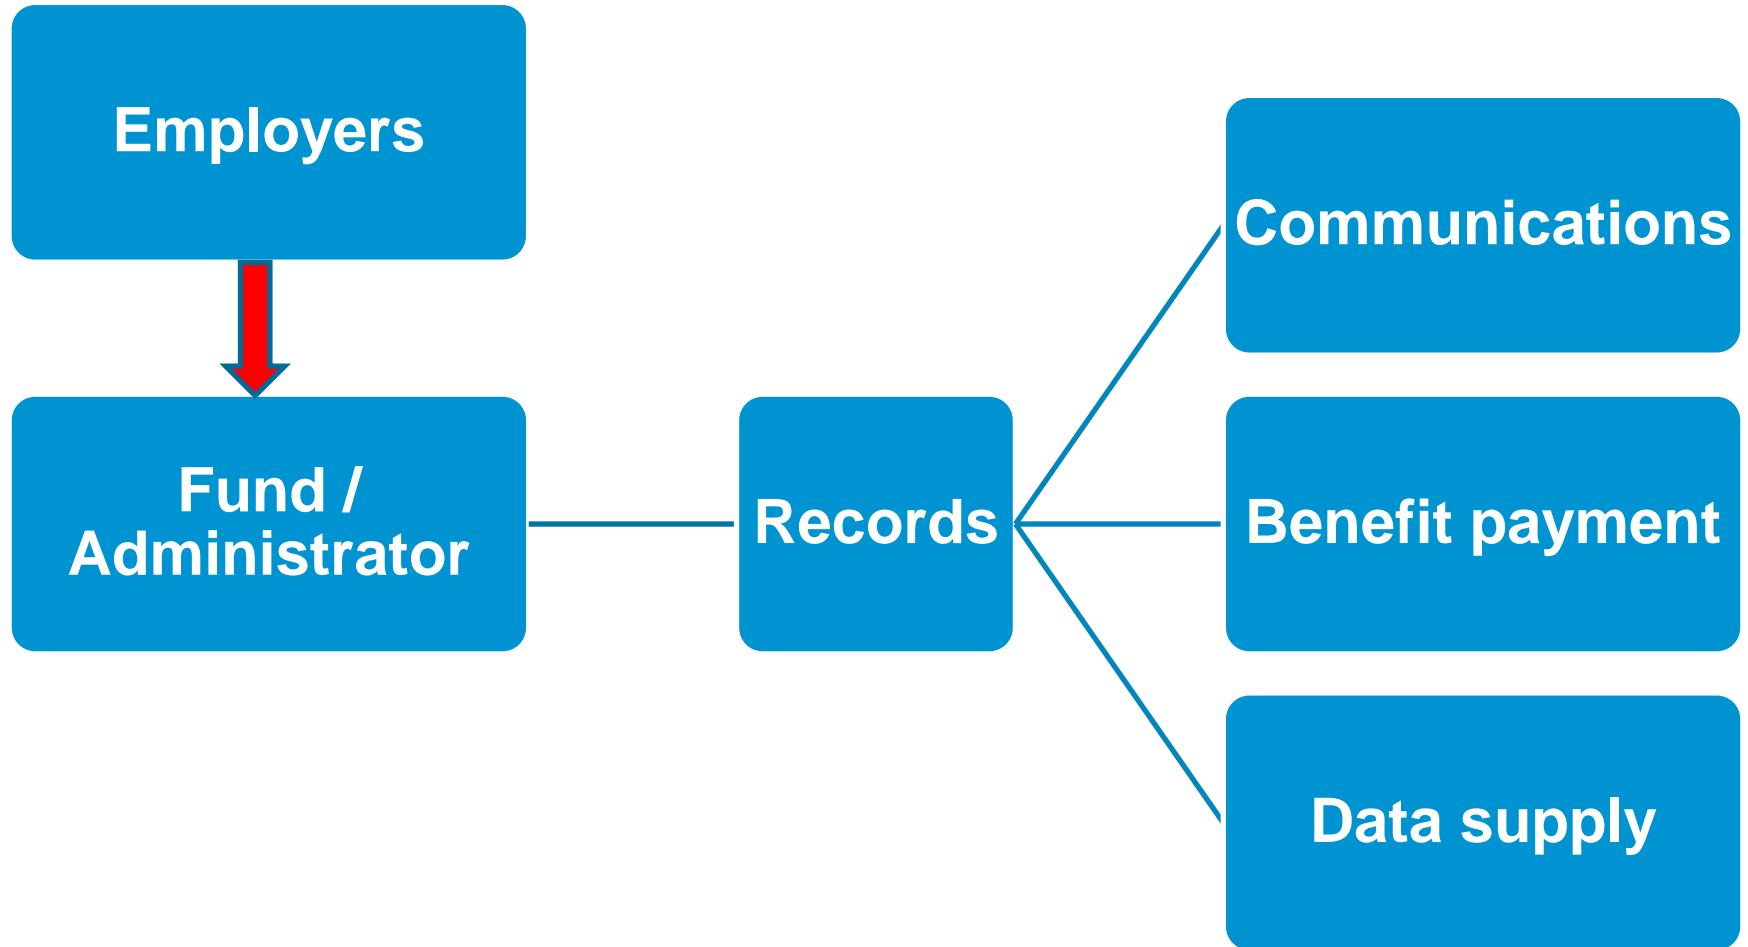 Employers
Fund /
Administrator
Records
Communications
Benefit payment
Data supply